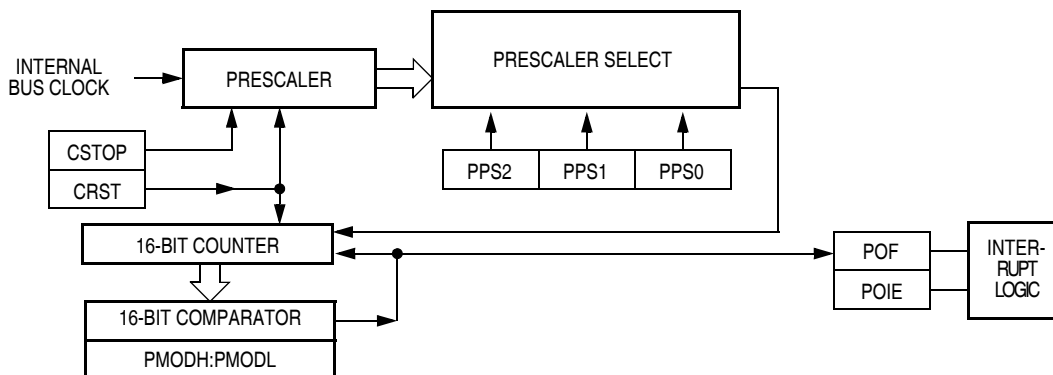 INTERNAL
BUS CLOCK
PRESCALER
PRESCALER SELECT
CSTOP
CRST
PPS2
PPS1
PPS0
16-BIT COUNTER
16-BIT COMPARATOR
PMODH:PMODL
POF
POIE
INTER-
RUPT
LOGIC